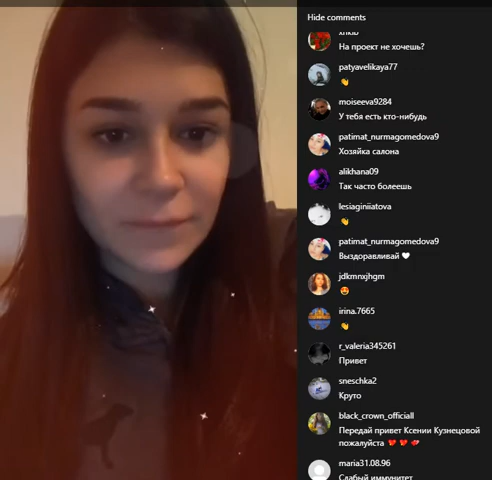 Hide comments
На проект не хочешь?
patyavelikaya77
👏
moiseeva9284
У тебя есть кто-нибудь
patimat_nurmagomedova9
Хозяйка салона
alikhana09
Так часто болеешь
lesiaginiiatova
👏
patimat_nurmagomedova9
Выздоравливай 🤍
jdkmnxjhgm
😍
irina.7665
👏
r_valeria345261
Привет
sneschka2
Круто
black_crown_officiall
Передай привет Ксении Кузнецовой
пожалуйста ❤️ ❤️ 💕
maria31.08.96
Слабый иммунитет